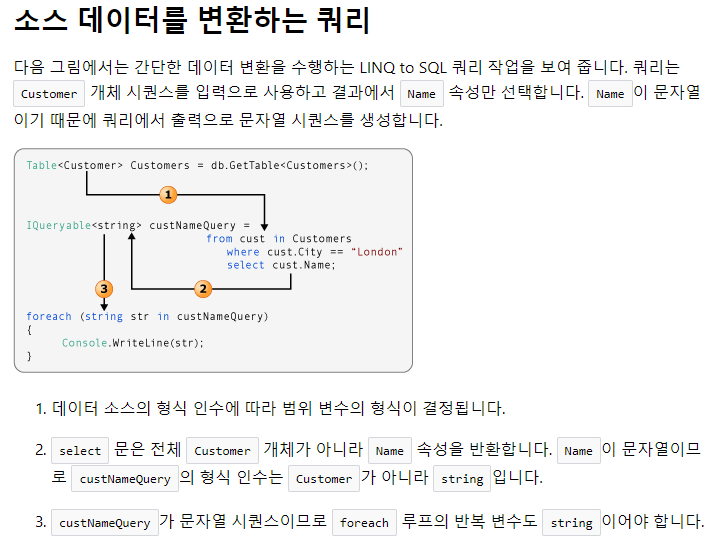 소스 데이터를 변환하는 쿼리
다음 그림에서는 간단한 데이터 변환을 수행하는 LINQ to SQL 쿼리 작업을 보여 줍니다. 쿼리는
Customer 개체 시퀀스를 입력으로 사용하고 결과에서 Name 속성만 선택합니다. Name 이 문자열
이기 때문에 쿼리에서 출력으로 문자열 시퀀스를 생성합니다.
Table<Customer> Customers = db.GetTable<Customers>();
1
IQueryable<string> custNameQuery =
from cust in Customers
where cust.City == “London”
select cust.Name;
3 2
foreach (string str in custNameQuery)
{
Console.WriteLine(str);
}
1. 데이터 소스의 형식 인수에 따라 범위 변수의 형식이 결정됩니다.
2. select 문은 전체 Customer 개체가 아니라 Name 속성을 반환합니다. Name 이 문자열이므
로 custNameQuery 의 형식 인수는 Customer 가 아니라 string 입니다.
3. custNameQuery 가 문자열 시퀀스이므로 foreach 루프의 반복 변수도 string 이어야 합니다.